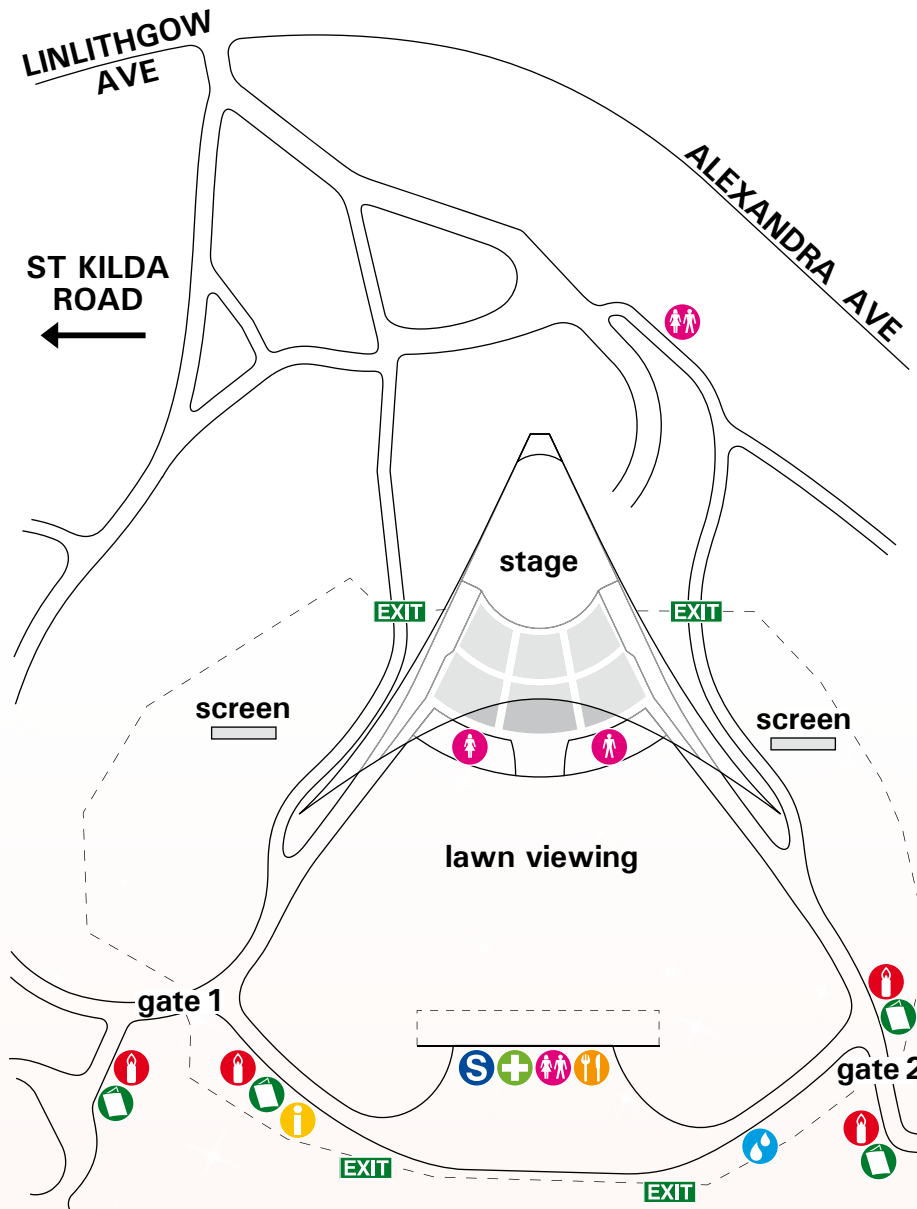 LINLITHGOW
AVE
ALEXANDRA AVE
ST KILDA
ROAD
stage
EXIT
EXIT
screen
screen
lawn viewing
gate 1
S
gate 2
EXIT
EXIT